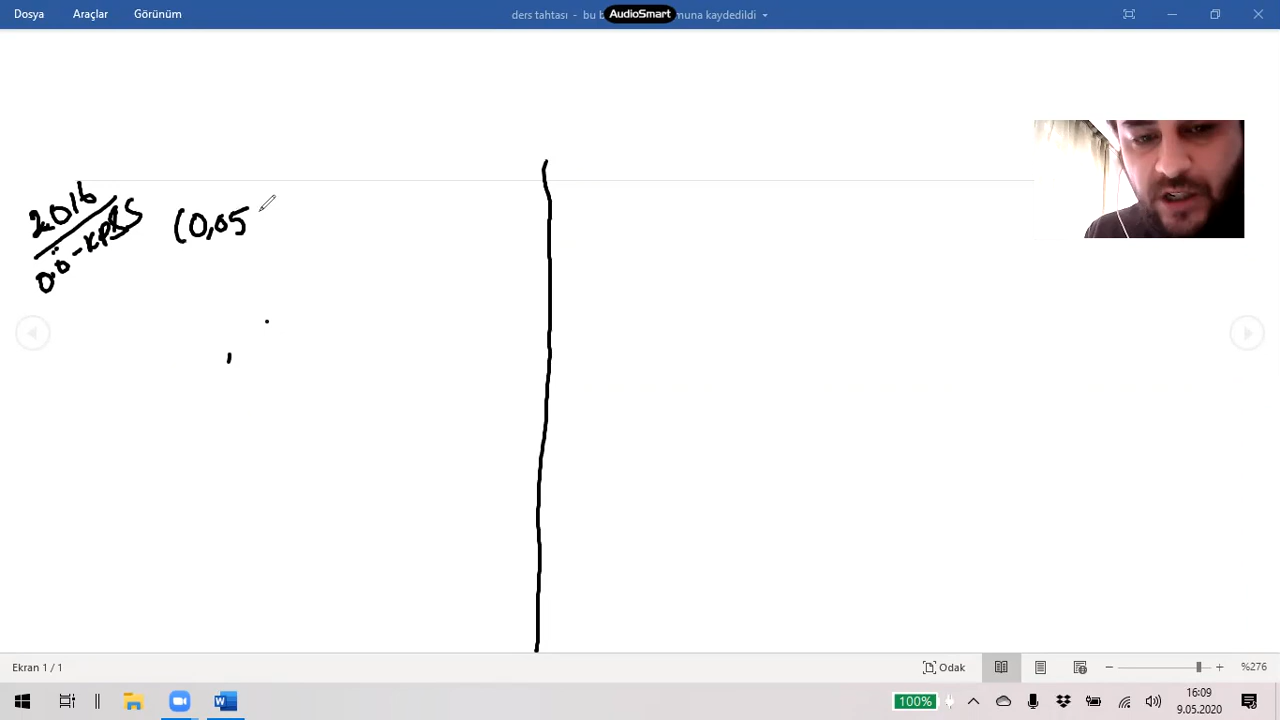 Dosya Araçlar Görünüm
ders tahtası - bu b
AudioSmart
muna kaydedildi
2016
Ö.Ö-KPSS
(0,05
Ekran 1 / 1
Odak
%276
100%
16:09
9.05.2020